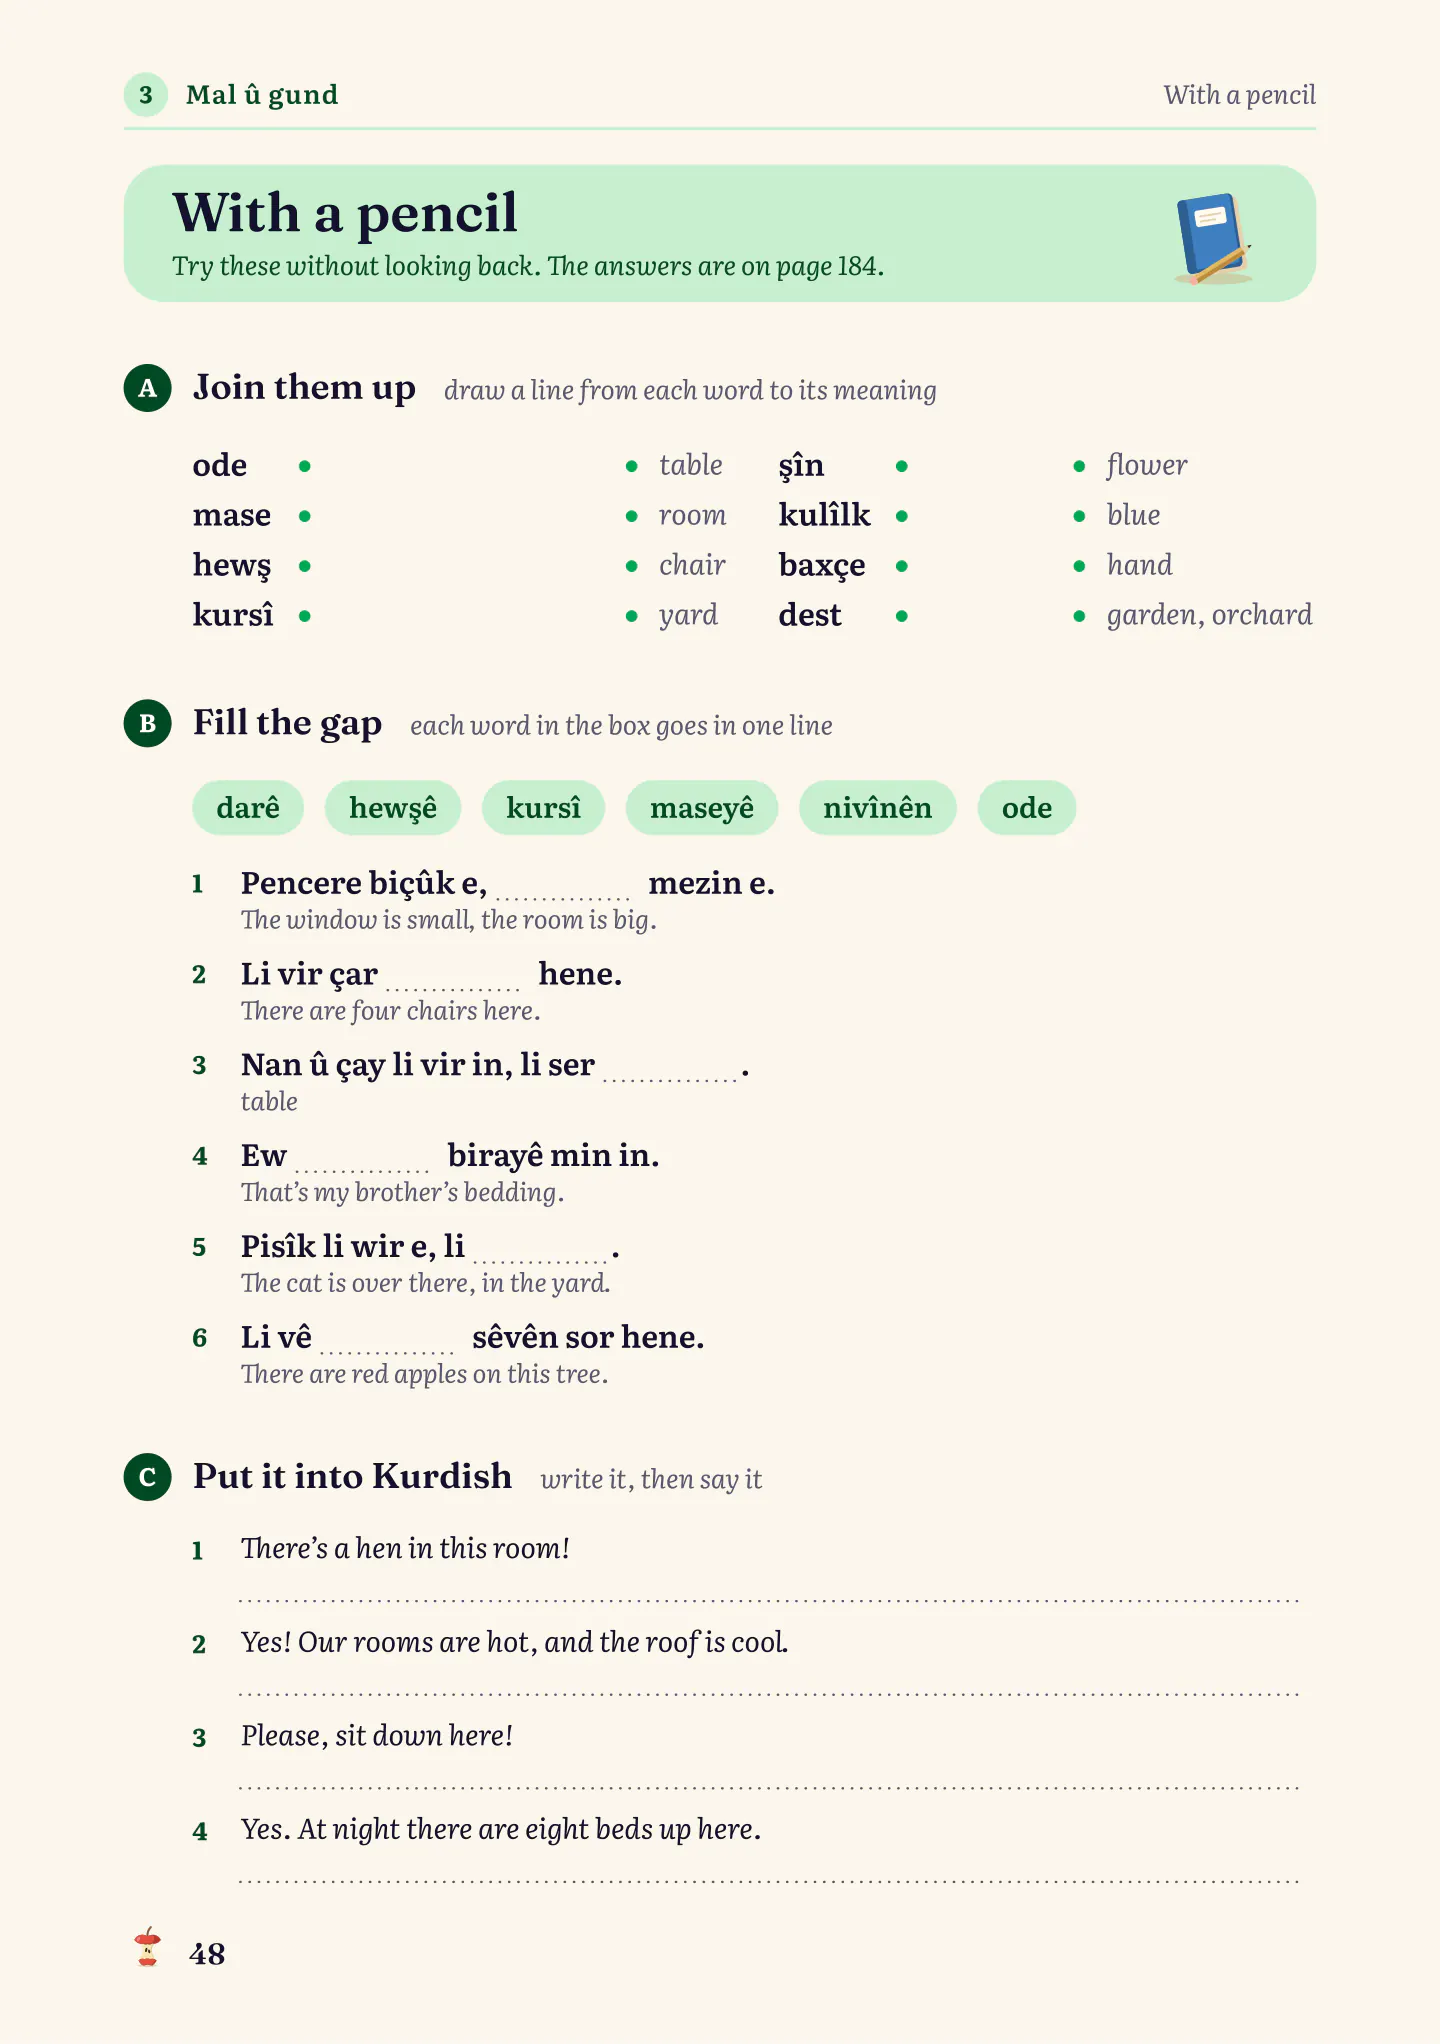 3 Mal û gund
With a pencil
With a pencil
Try these without looking back. The answers are on page 184.
A Join them up draw a line from each word to its meaning
ode • • table şîn • • flower
mase • • room kulîlk • • blue
hewş • • chair baxçe • • hand
kursî • • yard dest • • garden, orchard
B Fill the gap each word in the box goes in one line
darê hewşê kursî maseyê nivînên ode
1 Pencere biçûk e, ............... mezin e.
The window is small, the room is big.
2 Li vir çar ............... hene.
There are four chairs here.
3 Nan û çay li vir in, li ser ............... .
table
4 Ew ............... birayê min in.
That’s my brother’s bedding.
5 Pisîk li wir e, li ............... .
The cat is over there, in the yard.
6 Li vê ............... sêvên sor hene.
There are red apples on this tree.
C Put it into Kurdish write it, then say it
1 There’s a hen in this room!
2 Yes! Our rooms are hot, and the roof is cool.
3 Please, sit down here!
4 Yes. At night there are eight beds up here.
48